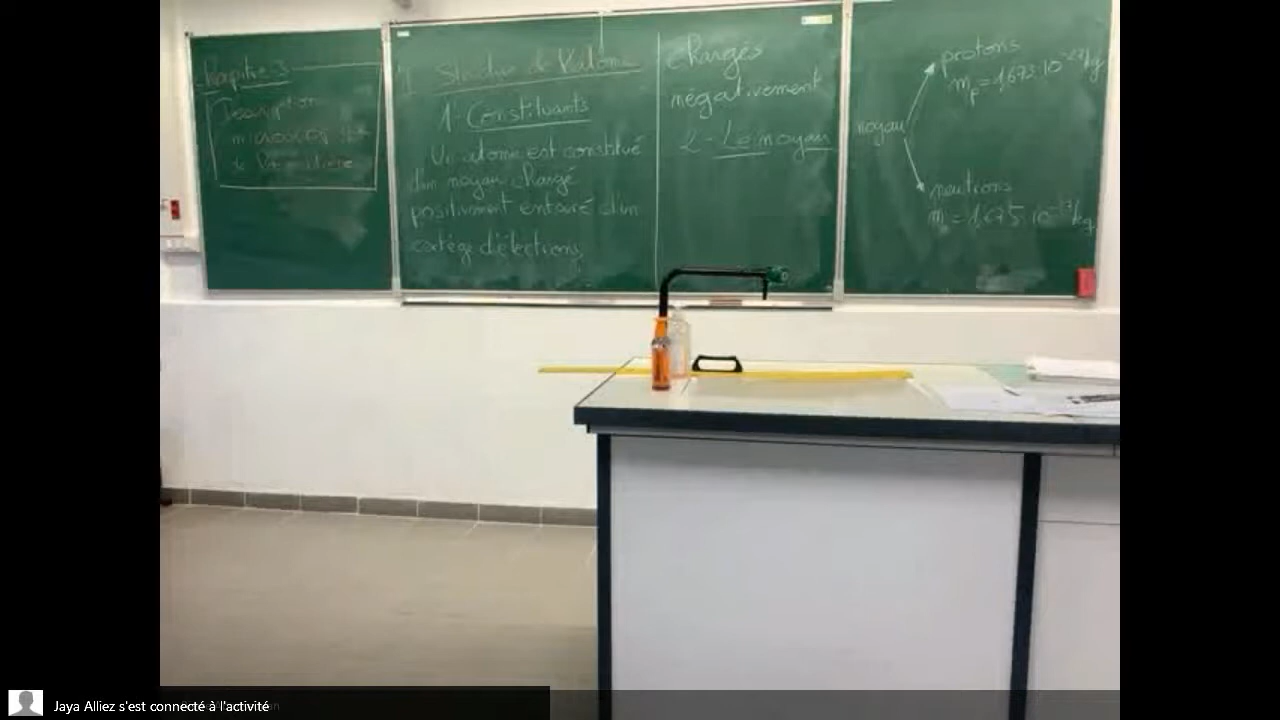 Chapitre 3
Description
microscopique
de la matière
I Structure de l'atome
1- Constituants
Un atome est constitué
d'un noyau chargé
positivement entouré d'un
cortège d'électrons
chargés
négativement
2- Le noyau
noyau
protons
mp = 1,673.10-27 kg
neutrons
m = 1,675.10-27 kg
Jaya Alliez s'est connecté à l'activité